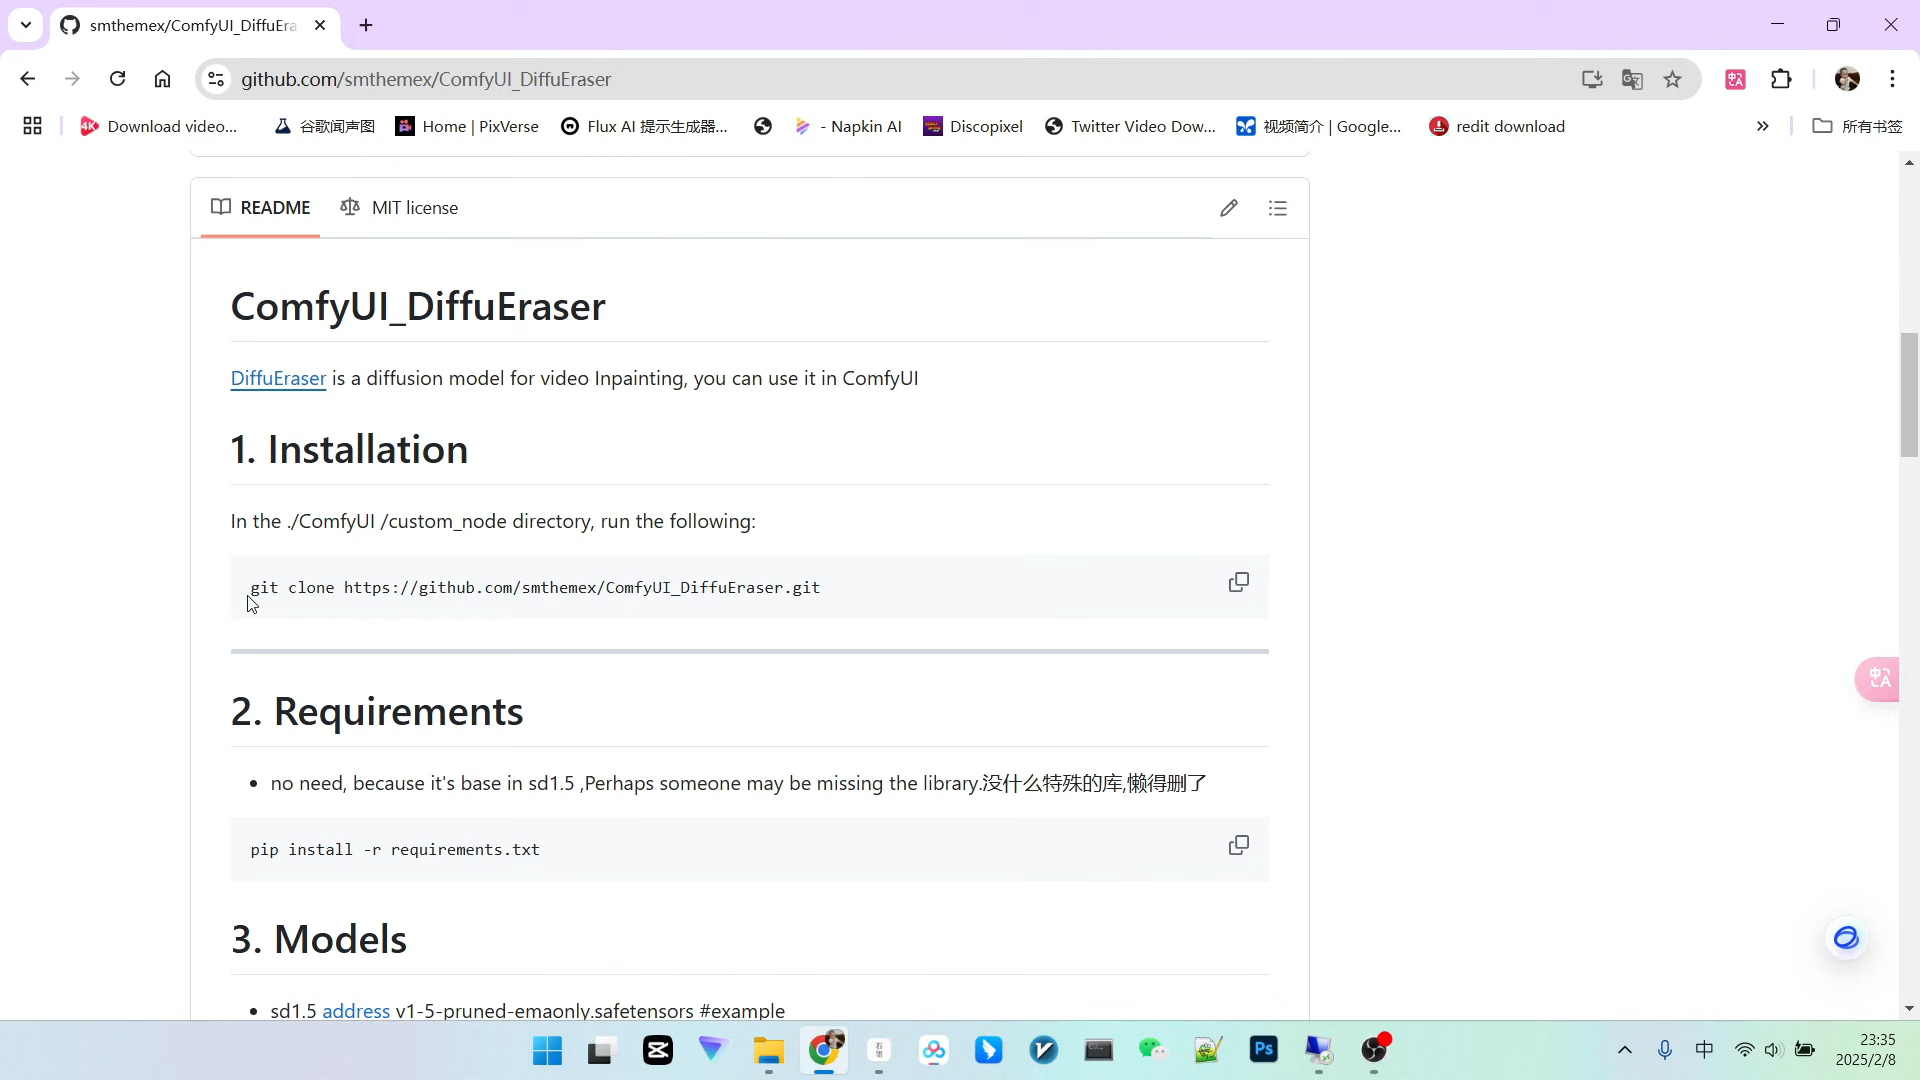 smthemex/ComfyUI_DiffuEra
github.com/smthemex/ComfyUI_DiffuEraser
Download video...
谷歌闻声图
Home | PixVerse
Flux AI 提示生成器...
- Napkin AI
Discopixel
Twitter Video Dow...
视频简介 | Google...
redit download
»
所有书签
README
MIT license
ComfyUI_DiffuEraser
DiffuEraser is a diffusion model for video Inpainting, you can use it in ComfyUI
1. Installation
In the ./ComfyUI /custom_node directory, run the following:
git clone https://github.com/smthemex/ComfyUI_DiffuEraser.git
2. Requirements
no need, because it's base in sd1.5 ,Perhaps someone may be missing the library.没什么特殊的库,懒得删了
pip install -r requirements.txt
3. Models
sd1.5 address v1-5-pruned-emaonly.safetensors #example
Ps
中
23:35
2025/2/8